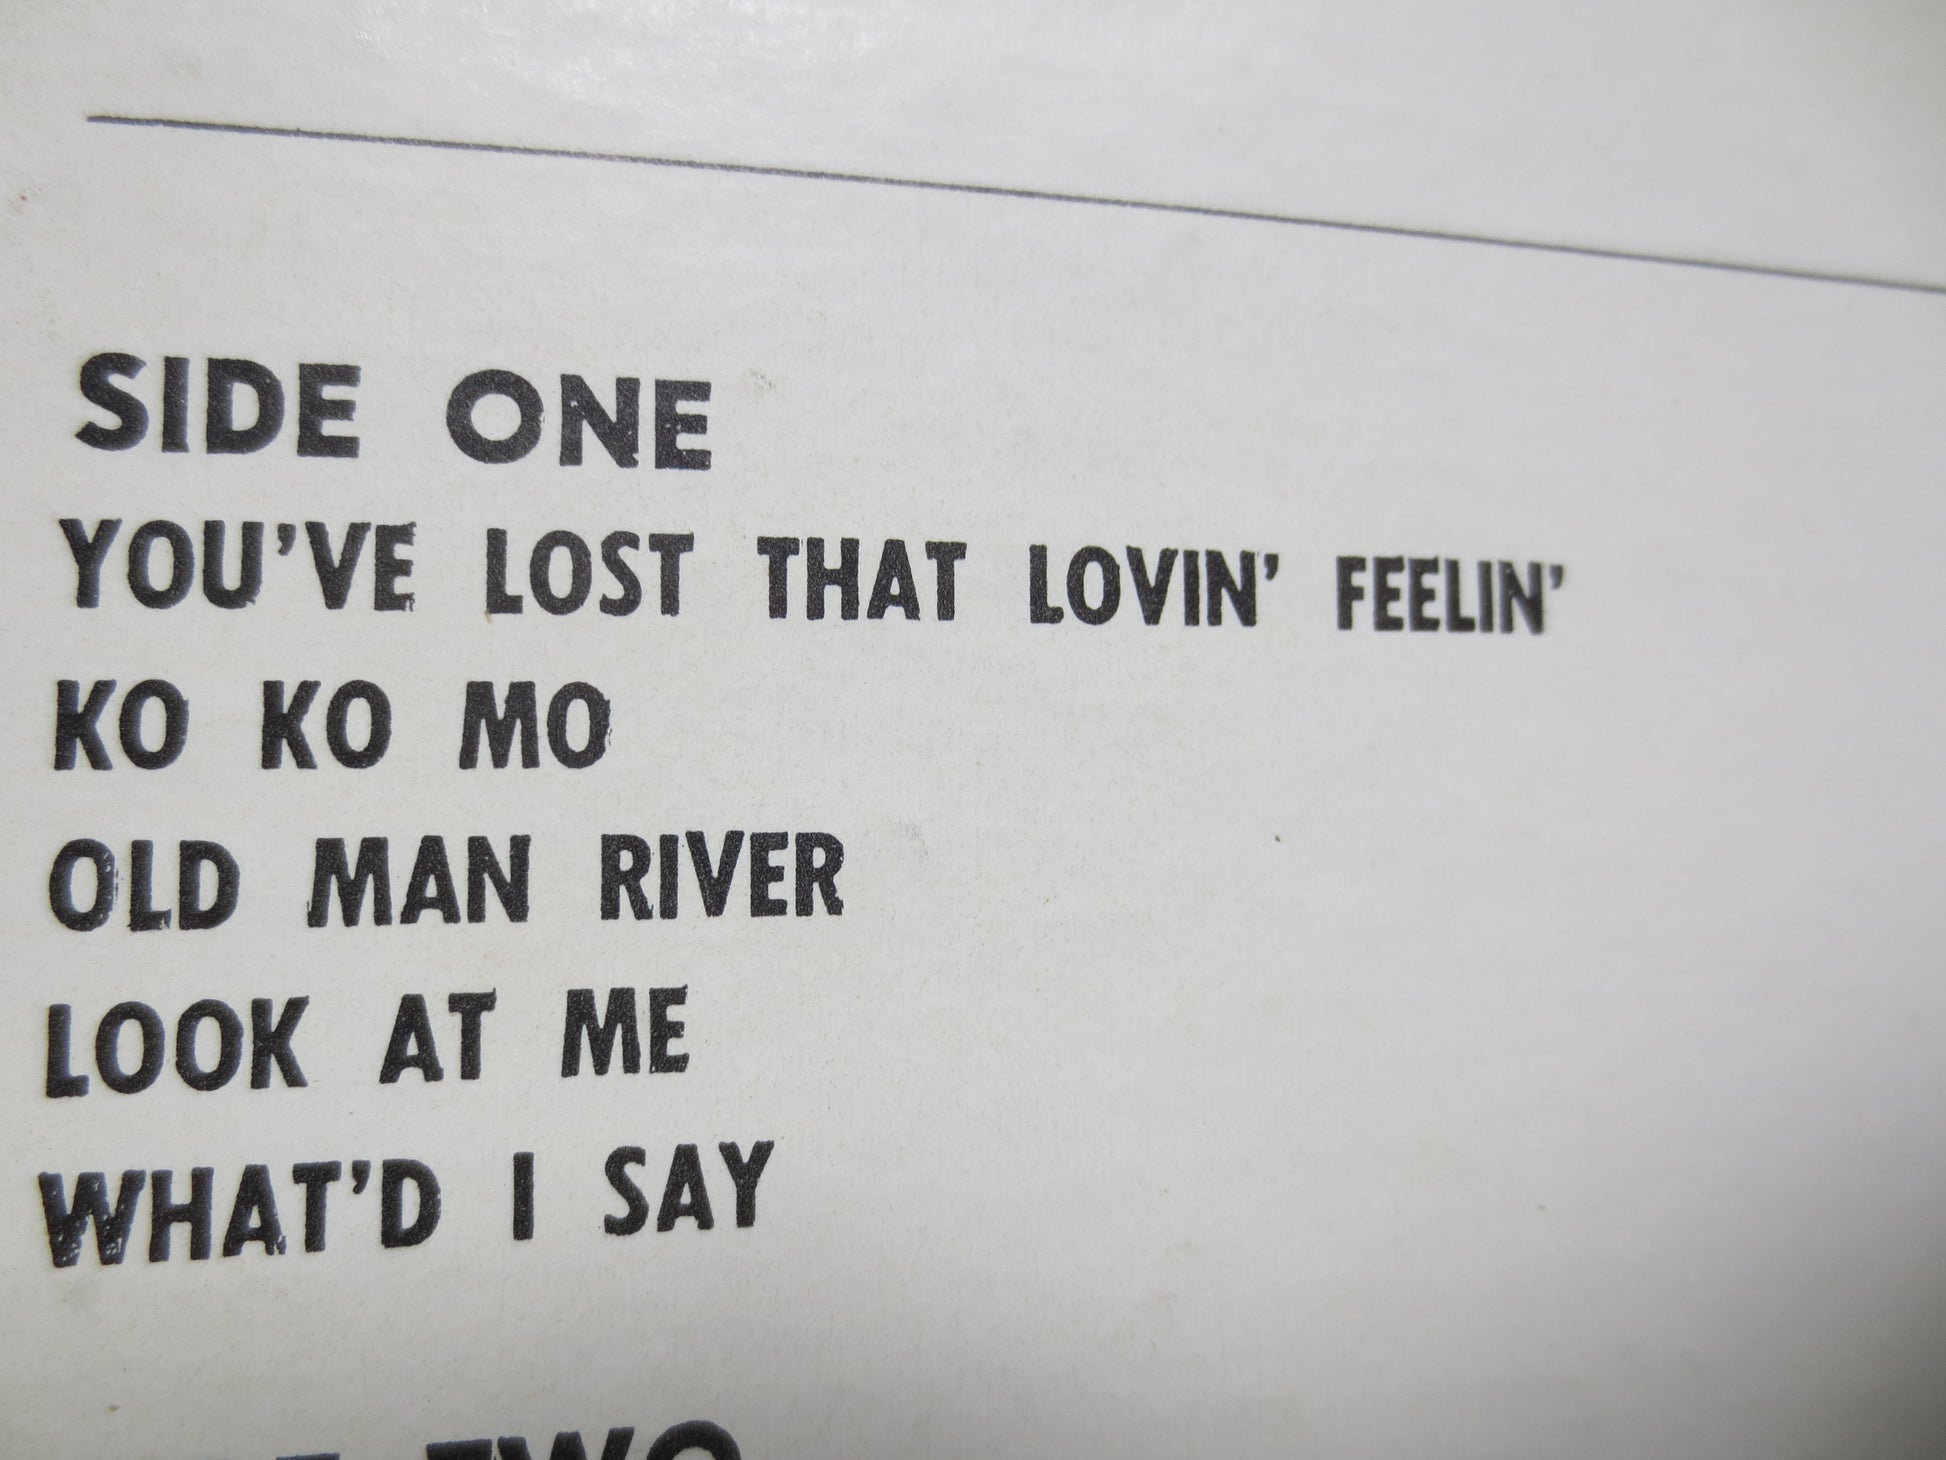 SIDE ONE
YOU'VE LOST THAT LOVIN' FEELIN'
KO KO MO
OLD MAN RIVER
LOOK AT ME
WHAT'D I SAY
TWO